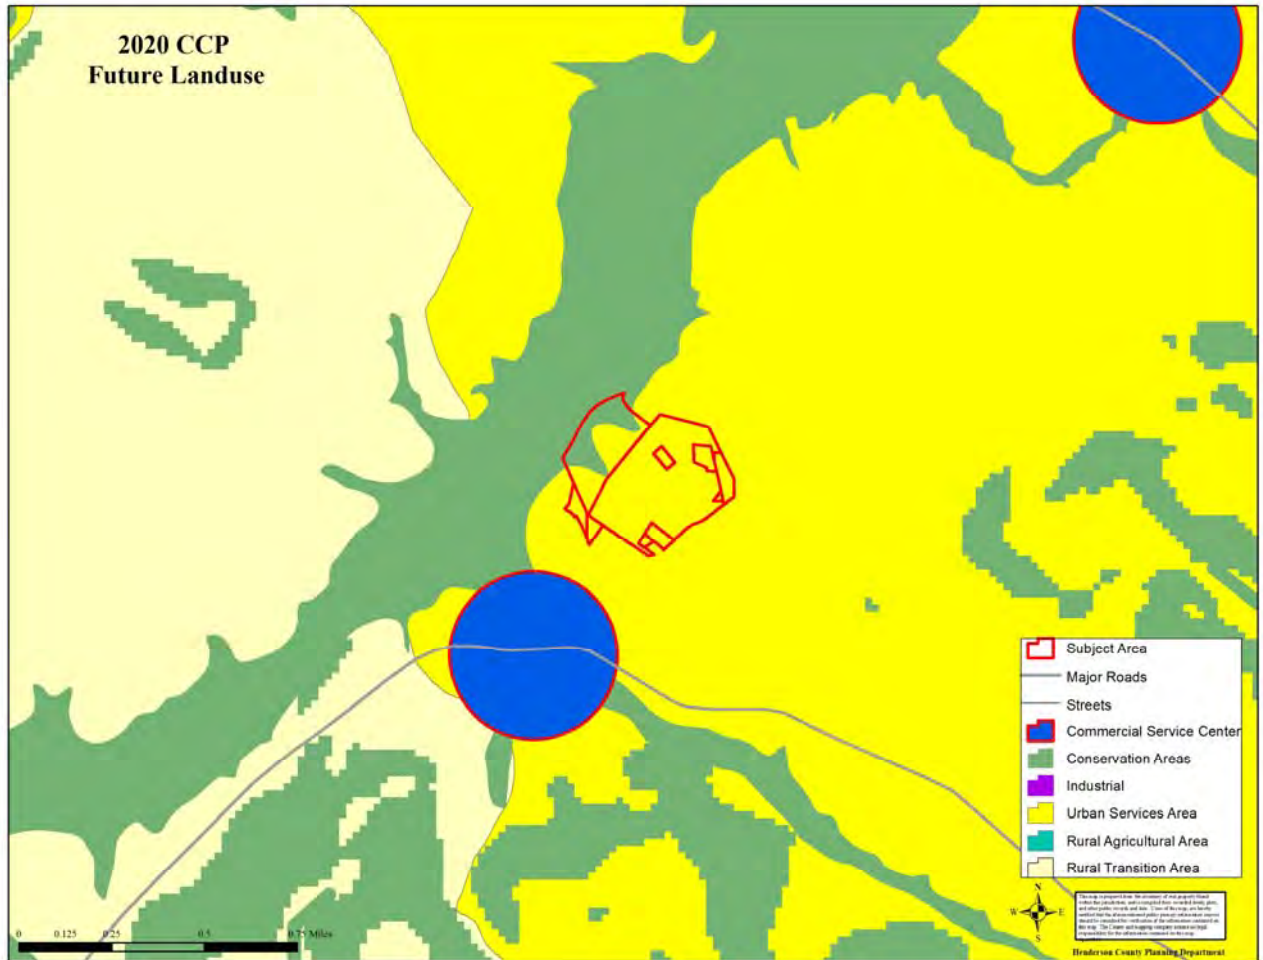 2020 CCP
Future Landuse
Subject Area
Major Roads
Streets
Commercial Service Center
Conservation Areas
Industrial
Urban Services Area
Rural Agricultural Area
Rural Transition Area
N
W E
S
0 0.125 0.25 0.5 0.75 Miles
Henderson County Planning Department